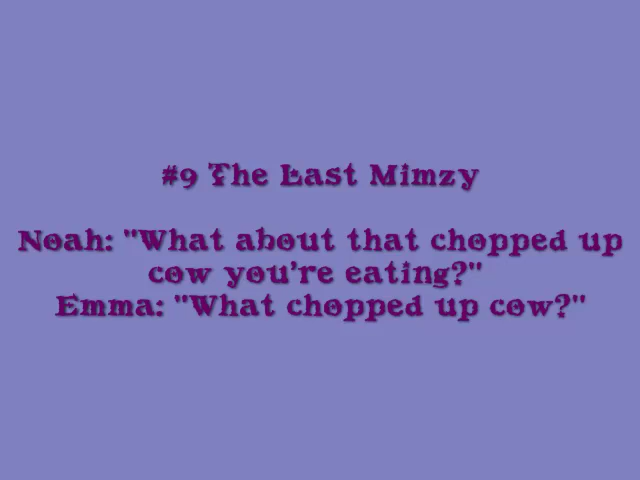 #9 The Last Mimzy
Noah: "What about that chopped up
cow you're eating?"
Emma: "What chopped up cow?"